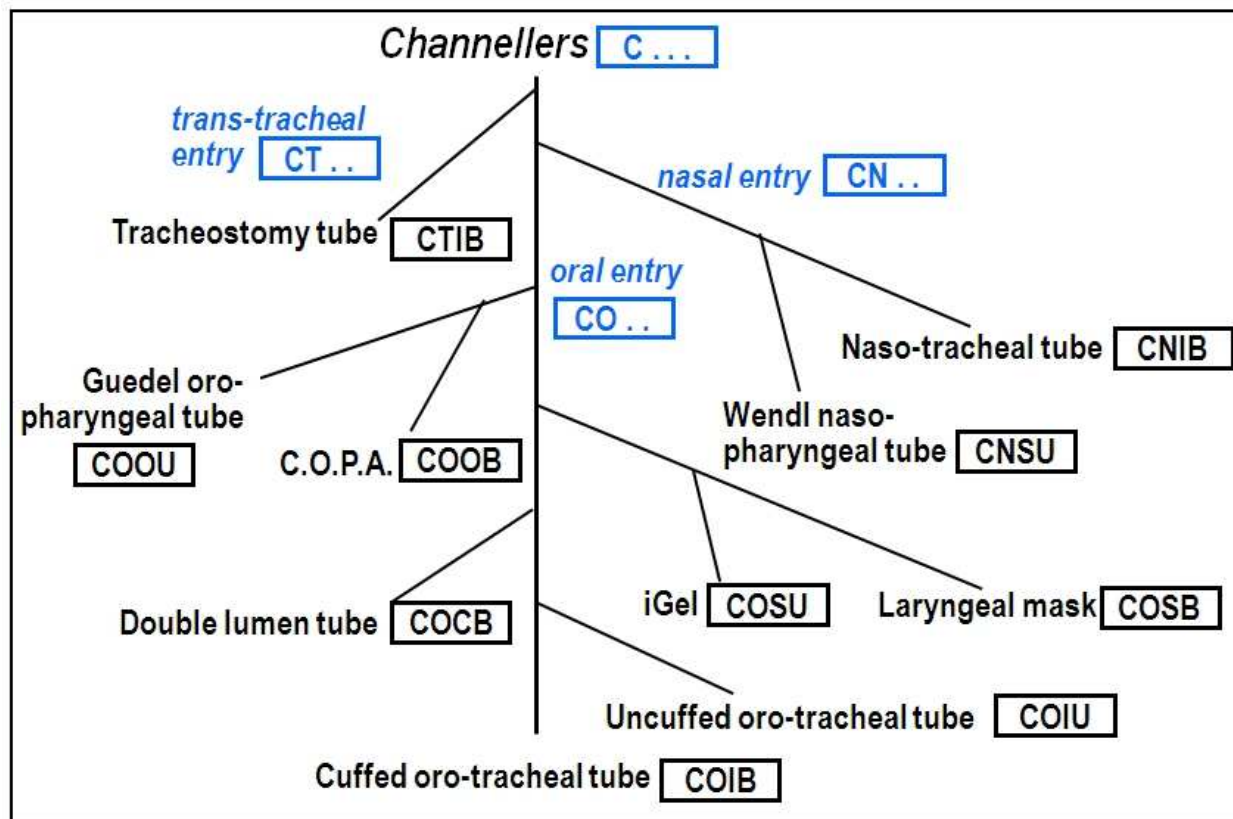 Channellers C . . .
trans-tracheal
entry CT . .
nasal entry CN . .
Tracheostomy tube CTIB
oral entry
CO . .
Naso-tracheal tube CNIB
Guedel oro-
pharyngeal tube
COOU
C.O.P.A. COOB
Wendl naso-
pharyngeal tube CNSU
Double lumen tube COCB
iGel COSU
Laryngeal mask COSB
Uncuffed oro-tracheal tube COIU
Cuffed oro-tracheal tube COIB